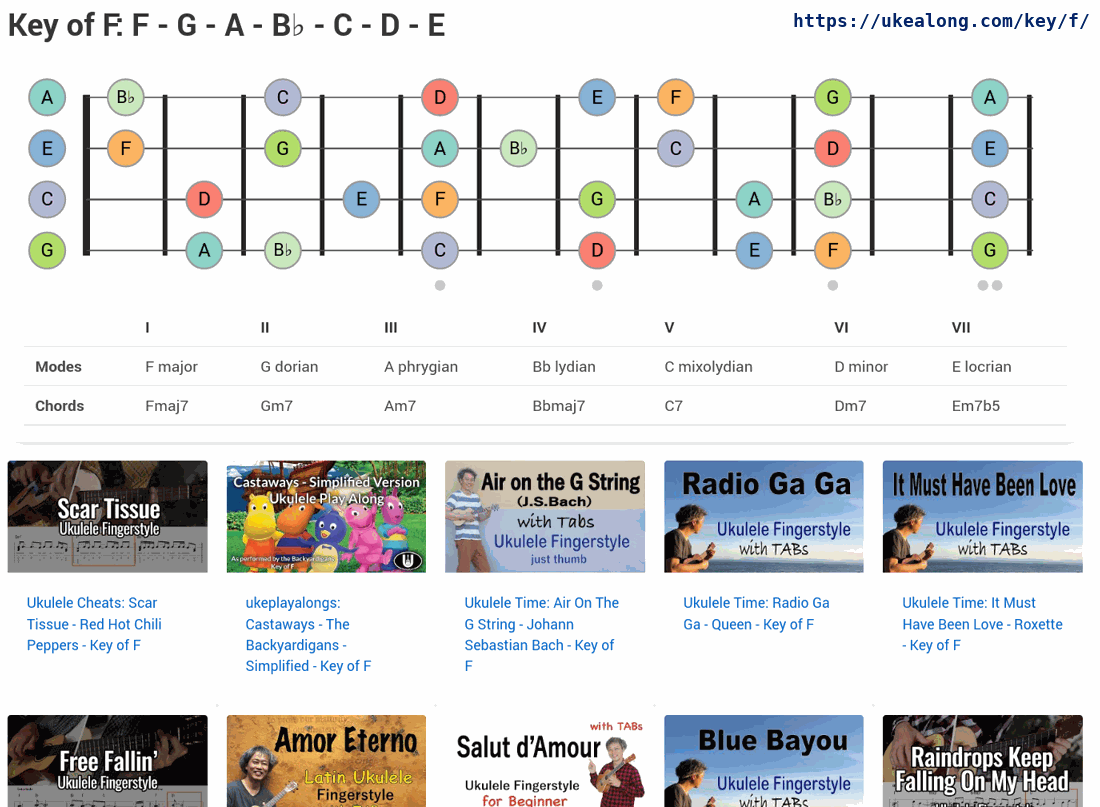 Key of F: F - G - A - B♭ - C - D - E
https://ukealong.com/key/f/
A B♭ C D E F G A
E F G A B♭ C D E
C D E F G A B♭ C
G A B♭ C D E F G
I II III IV V VI VII
Modes F major G dorian A phrygian Bb lydian C mixolydian D minor E locrian
Chords Fmaj7 Gm7 Am7 Bbmaj7 C7 Dm7 Em7b5
Scar Tissue
Ukulele Fingerstyle
Castaways - Simplified Version
Ukulele Play Along
As performed by the Backyardigans
Key of F
Air on the G String
(J.S.Bach)
with Tabs
Ukulele Fingerstyle
just thumb
Radio Ga Ga
Ukulele Fingerstyle
with TABs
It Must Have Been Love
Ukulele Fingerstyle
with TABs
Ukulele Cheats: Scar
Tissue - Red Hot Chili
Peppers - Key of F
ukeplayalongs:
Castaways - The
Backyardigans -
Simplified - Key of F
Ukulele Time: Air On The
G String - Johann
Sebastian Bach - Key of
F
Ukulele Time: Radio Ga
Ga - Queen - Key of F
Ukulele Time: It Must
Have Been Love - Roxette
- Key of F
Free Fallin'
Ukulele Fingerstyle
Amor Eterno
Latin Ukulele
Fingerstyle
with TABs
Salut d'Amour
Ukulele Fingerstyle
for Beginner
Blue Bayou
Ukulele Fingerstyle
with TABs
Raindrops Keep
Falling On My Head